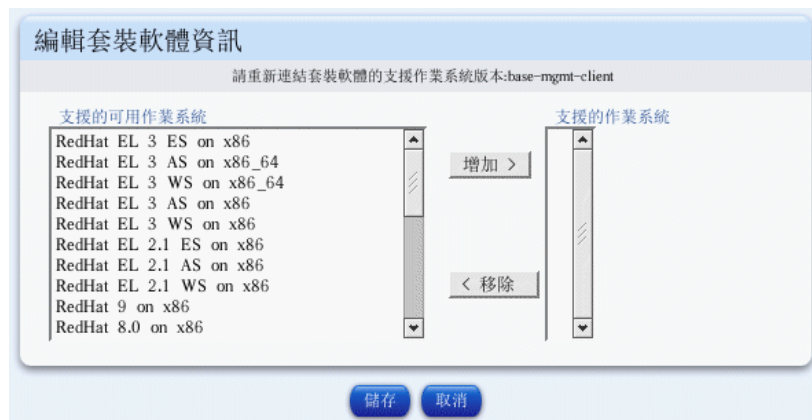 編輯套裝軟體資訊
請重新連結套裝軟體的支援作業系統版本:base-mgmt-client
支援的可用作業系統
支援的作業系統
RedHat EL 3 ES on x86
RedHat EL 3 AS on x86_64
RedHat EL 3 WS on x86_64
RedHat EL 3 AS on x86
RedHat EL 3 WS on x86
RedHat EL 2.1 ES on x86
RedHat EL 2.1 AS on x86
RedHat EL 2.1 WS on x86
RedHat 9 on x86
RedHat 8.0 on x86
增加 >
< 移除
儲存
取消